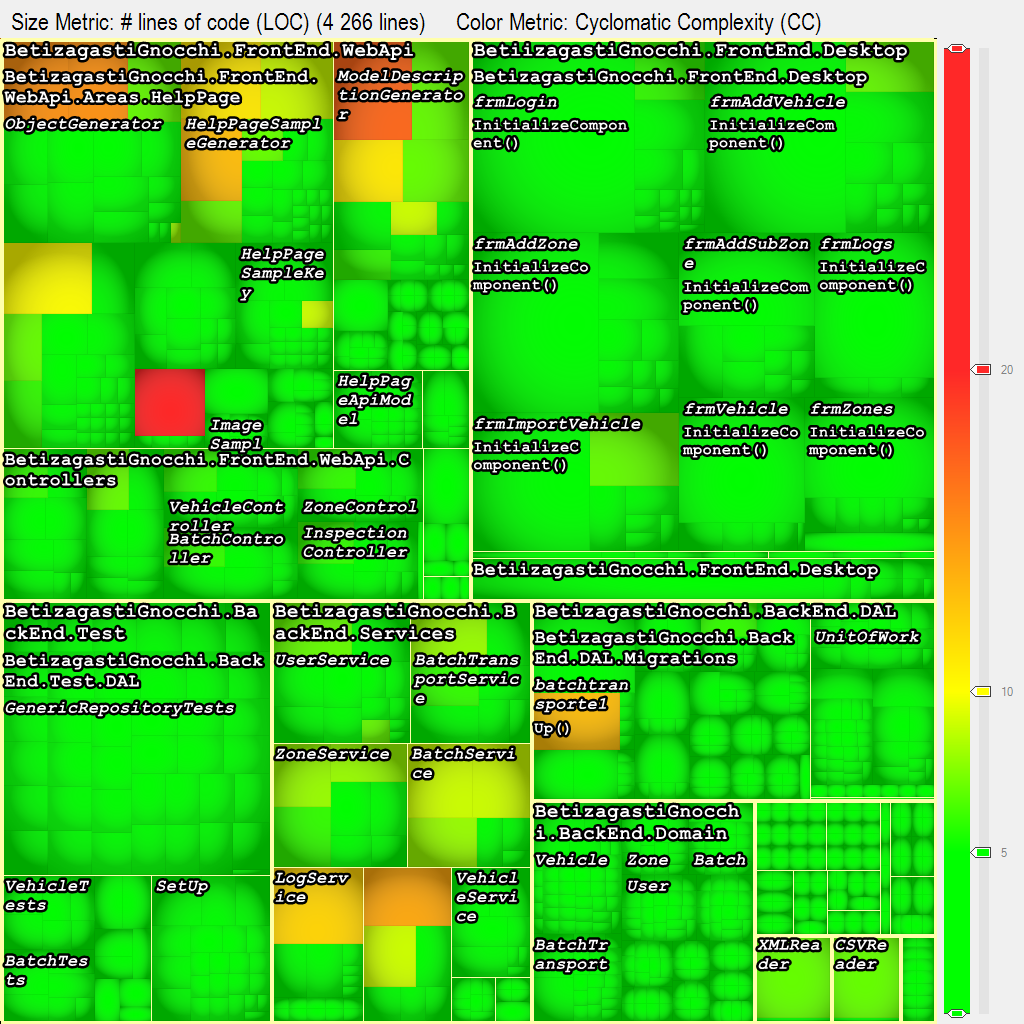 Size Metric: # lines of code (LOC) (4 266 lines)
Color Metric: Cyclomatic Complexity (CC)
BetizagastiGnocchi.FrontEnd.WebApi
BetizagastiGnocchi.FrontEnd.
WebApi.Areas.HelpPage
ObjectGenerator
HelpPageSampl
eGenerator
ModelDescrip
tionGenerato
r
HelpPage
SampleKe
y
Image
Sampl
HelpPag
eApiMod
el
BetizagastiGnocchi.FrontEnd.WebApi.C
ontrollers
VehicleCont
roller
BatchContro
ller
ZoneControl
Inspection
Controller
BetiizagastiGnocchi.FrontEnd.Desktop
BetizagastiGnocchi.FrontEnd.Desktop
frmLogin
InitializeCompon
ent()
frmAddVehicle
InitializeCom
ponent()
frmAddZone
InitializeCo
mponent()
frmAddSubZon
e
InitializeCom
ponent()
frmLogs
InitializeC
omponent()
frmImportVehicle
InitializeC
omponent()
frmVehicle
InitializeCo
mponent()
frmZones
InitializeCo
mponent()
BetiizagastiGnocchi.FrontEnd.Desktop
BetizagastiGnocchi.Ba
ckEnd.Test
BetizagastiGnocchi.Back
End.Test.DAL
GenericRepositoryTests
VehicleT
ests
BatchTes
ts
SetUp
BetizagastiGnocchi.B
ackEnd.Services
UserService
BatchTrans
portServic
e
ZoneService
BatchServi
ce
LogServ
ice
Vehicl
eServi
ce
BetizagastiGnocchi.BackEnd.DAL
BetizagastiGnocchi.Back
End.DAL.Migrations
batchtran
sporte1
Up()
UnitOfWork
BetizagastiGnocch
i.BackEnd.Domain
Vehicle
Zone
Batch
User
BatchTr
ansport
XMLRea
der
CSVRe
ader
20
10
5